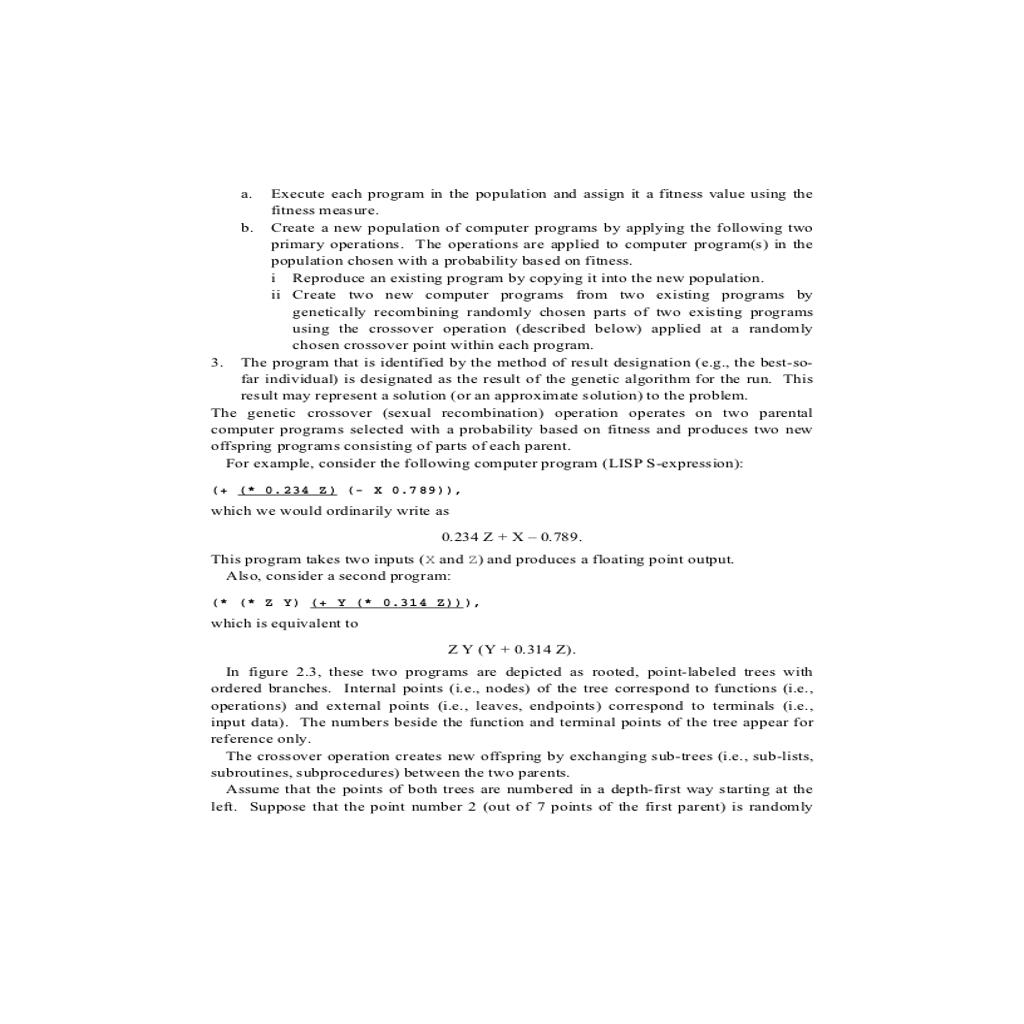 a. Execute each program in the population and assign it a fitness value using the
fitness measure.
b. Create a new population of computer programs by applying the following two
primary operations. The operations are applied to computer program(s) in the
population chosen with a probability based on fitness.
i Reproduce an existing program by copying it into the new population.
ii Create two new computer programs from two existing programs by
genetically recombining randomly chosen parts of two existing programs
using the crossover operation (described below) applied at a randomly
chosen crossover point within each program.
3. The program that is identified by the method of result designation (e.g., the best-so-
far individual) is designated as the result of the genetic algorithm for the run. This
result may represent a solution (or an approximate solution) to the problem.
The genetic crossover (sexual recombination) operation operates on two parental
computer programs selected with a probability based on fitness and produces two new
offspring programs consisting of parts of each parent.
For example, consider the following computer program (LISP S-expression):
(+ (* 0.234 Z) (- X 0.789)),
which we would ordinarily write as
0.234 Z + X – 0.789.
This program takes two inputs (X and Z) and produces a floating point output.
Also, consider a second program:
(* (* Z Y) (+ Y (* 0.314 Z))),
which is equivalent to
Z Y (Y + 0.314 Z).
In figure 2.3, these two programs are depicted as rooted, point-labeled trees with
ordered branches. Internal points (i.e., nodes) of the tree correspond to functions (i.e.,
operations) and external points (i.e., leaves, endpoints) correspond to terminals (i.e.,
input data). The numbers beside the function and terminal points of the tree appear for
reference only.
The crossover operation creates new offspring by exchanging sub-trees (i.e., sub-lists,
subroutines, subprocedures) between the two parents.
Assume that the points of both trees are numbered in a depth-first way starting at the
left. Suppose that the point number 2 (out of 7 points of the first parent) is randomly